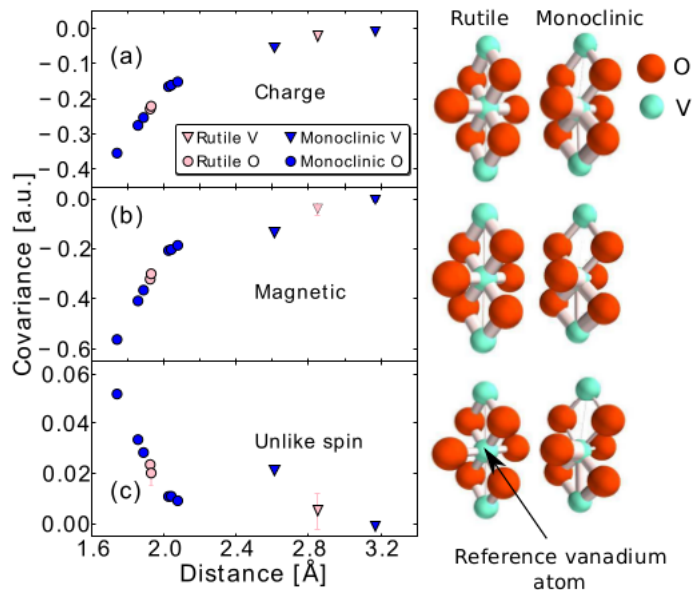 Rutile Monoclinic
O
V
Covariance [a.u.]
0.0
−0.1
−0.2
−0.3
−0.4
(a)
Charge
Rutile V
Monoclinic V
Rutile O
Monoclinic O
0.0
−0.2
−0.4
−0.6
(b)
Magnetic
0.06
0.04
0.02
0.00
(c)
Unlike spin
1.6 2.0 2.4 2.8 3.2
Distance [Å]
Reference vanadium
atom